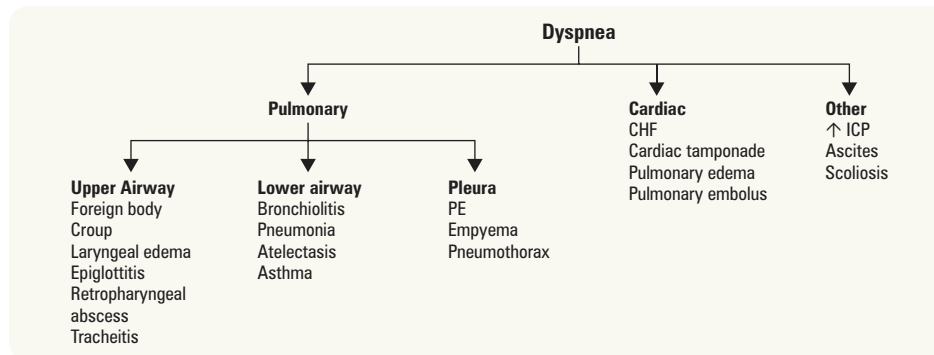 Dyspnea
Pulmonary
Cardiac
CHF
Cardiac tamponade
Pulmonary edema
Pulmonary embolus
Other
↑ ICP
Ascites
Scoliosis
Upper Airway
Foreign body
Croup
Laryngeal edema
Epiglottitis
Retropharyngeal
abscess
Tracheitis
Lower airway
Bronchiolitis
Pneumonia
Atelectasis
Asthma
Pleura
PE
Empyema
Pneumothorax